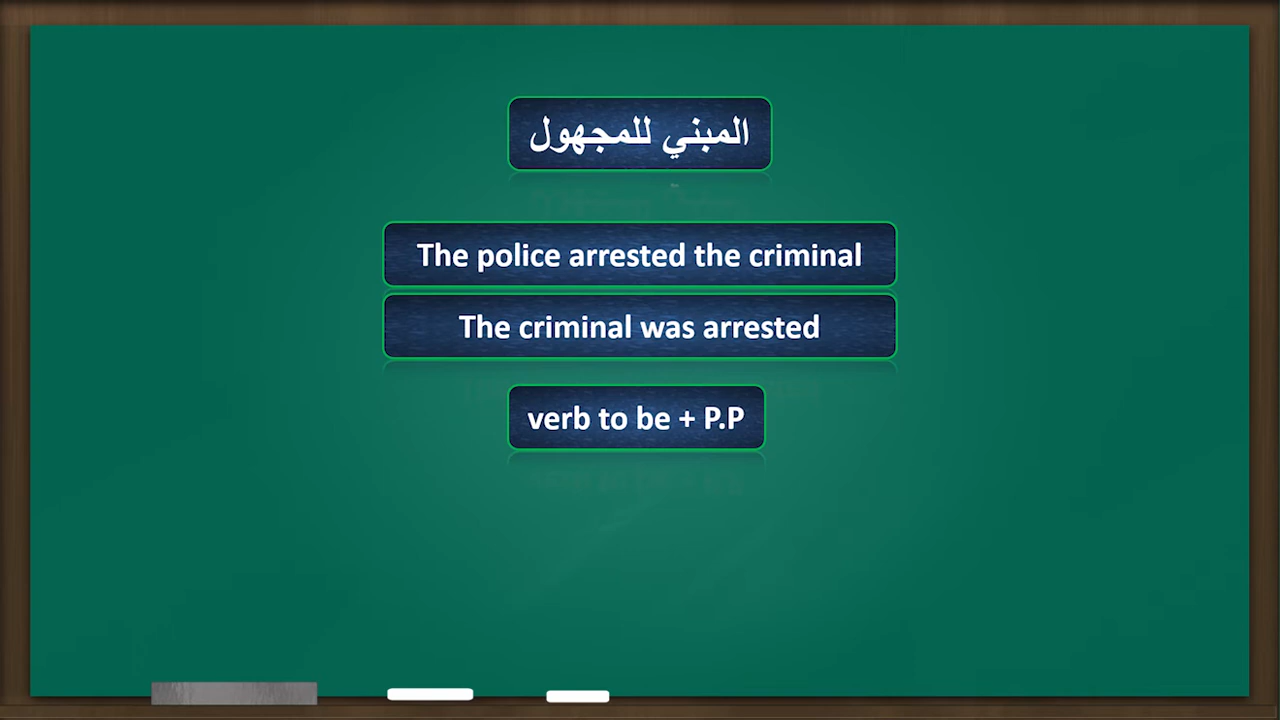 المبني للمجهول
The police arrested the criminal
The criminal was arrested
verb to be + P.P